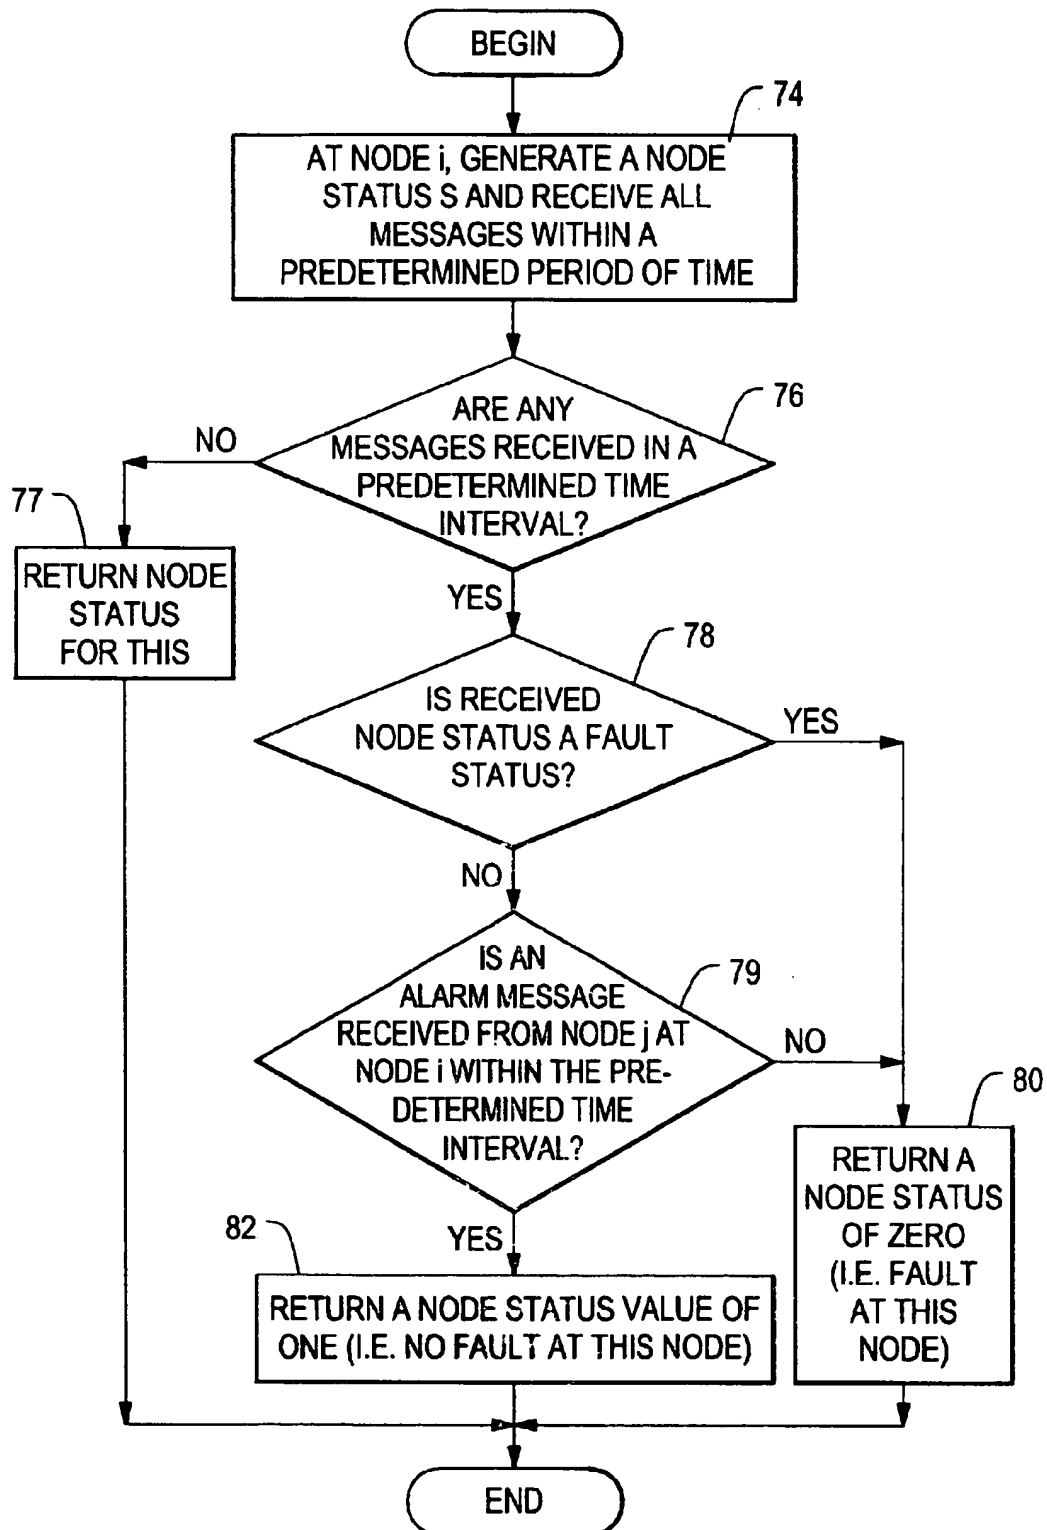 BEGIN
74
AT NODE i, GENERATE A NODE
STATUS S AND RECEIVE ALL
MESSAGES WITHIN A
PREDETERMINED PERIOD OF TIME
76
ARE ANY
MESSAGES RECEIVED IN A
PREDETERMINED TIME
INTERVAL?
NO
77
RETURN NODE
STATUS
FOR THIS
YES
78
IS RECEIVED
NODE STATUS A FAULT
STATUS?
YES
NO
79
IS AN
ALARM MESSAGE
RECEIVED FROM NODE j AT
NODE i WITHIN THE PRE-
DETERMINED TIME
INTERVAL?
NO
80
RETURN A
NODE STATUS
OF ZERO
(I.E. FAULT
AT THIS
NODE)
YES
82
RETURN A NODE STATUS VALUE OF
ONE (I.E. NO FAULT AT THIS NODE)
END